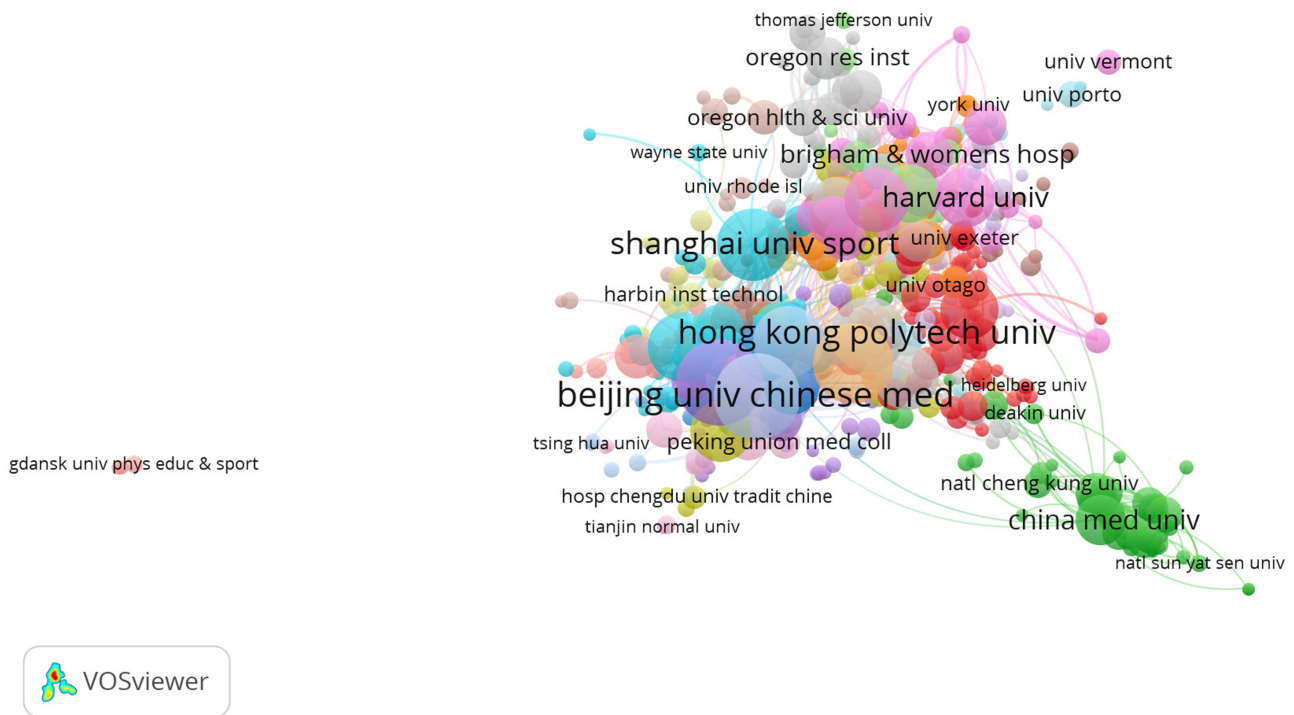 thomas jefferson univ
oregon res inst
univ vermont
univ porto
york univ
oregon hlth & sci univ
wayne state univ
brigham & womens hosp
univ rhode isl
harvard univ
shanghai univ sport
univ exeter
univ otago
harbin inst technol
hong kong polytech univ
heidelberg univ
beijing univ chinese med
deakin univ
tsing hua univ
peking union med coll
gdansk univ phys educ & sport
natl cheng kung univ
hosp chengdu univ tradit chine
china med univ
tianjin normal univ
natl sun yat sen univ
VOSviewer